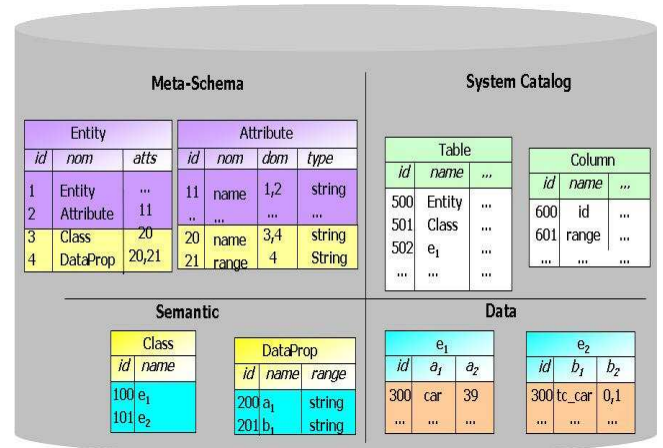 Meta-Schema
Entity
id nom atts
1 Entity ...
2 Attribute 11
3 Class 20
4 DataProp 20,21
Attribute
id nom dom type
11 name 1,2 string
.. ... ... ...
20 name 3,4 string
21 range 4 String
System Catalog
Table
id name ...
500 Entity ...
501 Class ...
502 e1 ...
... ... ...
Column
id name ...
600 id ...
601 range ...
... ... ...
Semantic
Class
id name
100 e1
101 e2
DataProp
id name range
200 a1 string
201 b1 string
Data
e1
id a1 a2
300 car 39
... ... ...
e2
id b1 b2
300 tc_car 0,1
... ... ...